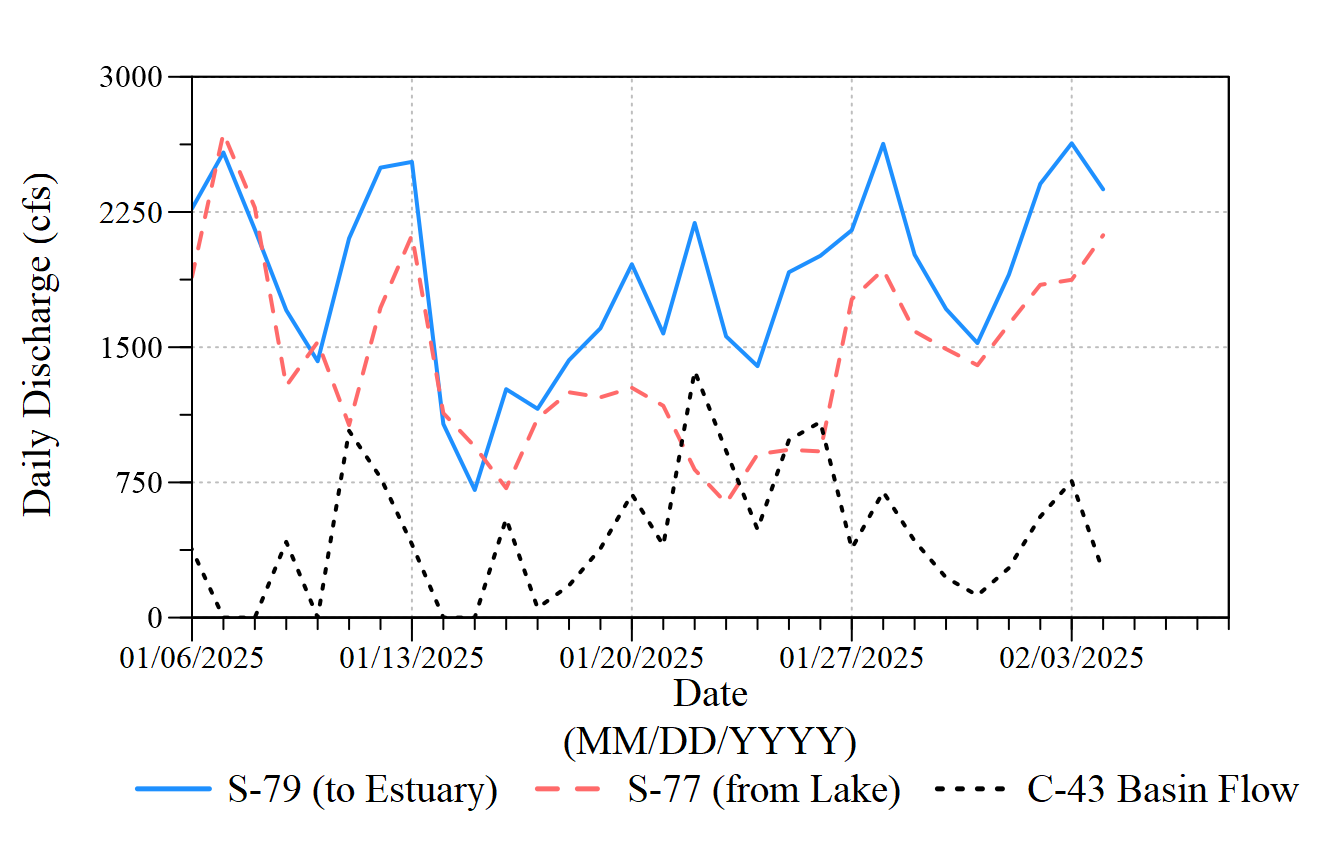 3000
2250
1500
750
0
Daily Discharge (cfs)
01/06/2025 01/13/2025 01/20/2025 01/27/2025 02/03/2025
Date
(MM/DD/YYYY)
S-79 (to Estuary) S-77 (from Lake) C-43 Basin Flow